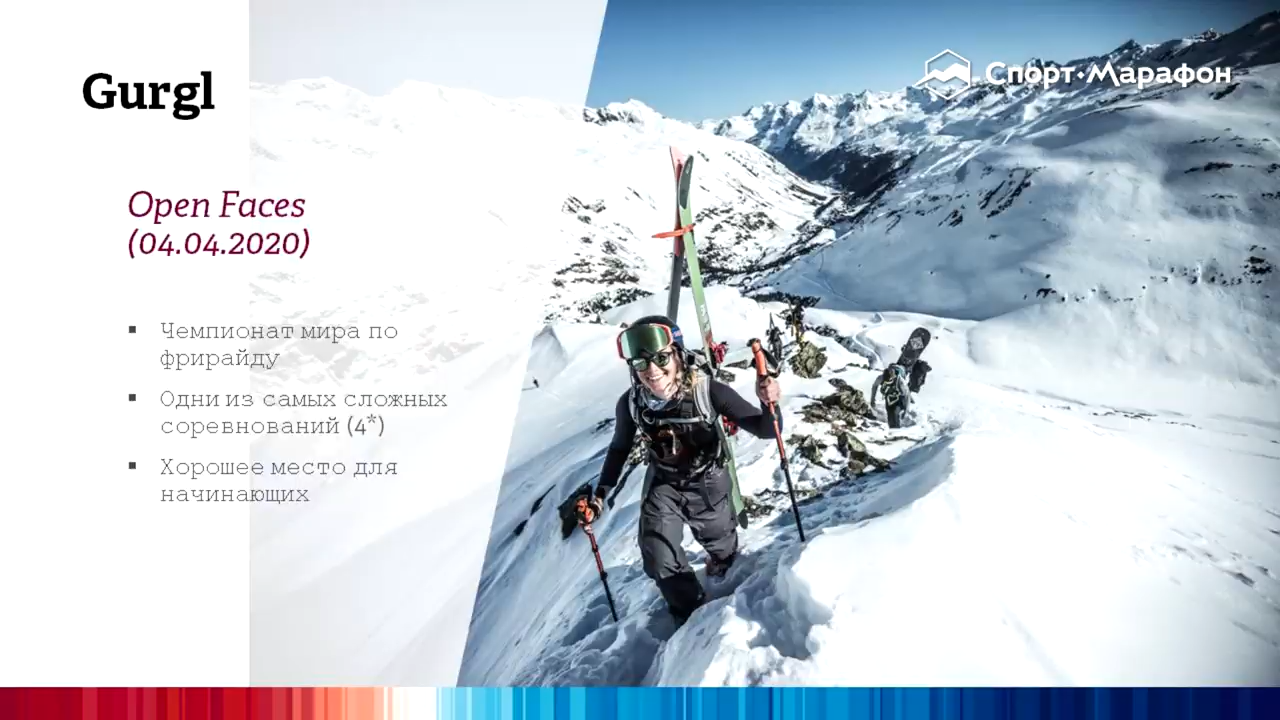 Gurgl
Спорт·Марафон
Open Faces
(04.04.2020)
▪ Чемпионат мира по
фрирайду
▪ Одни из самых сложных
соревнований (4*)
▪ Хорошее место для
начинающих